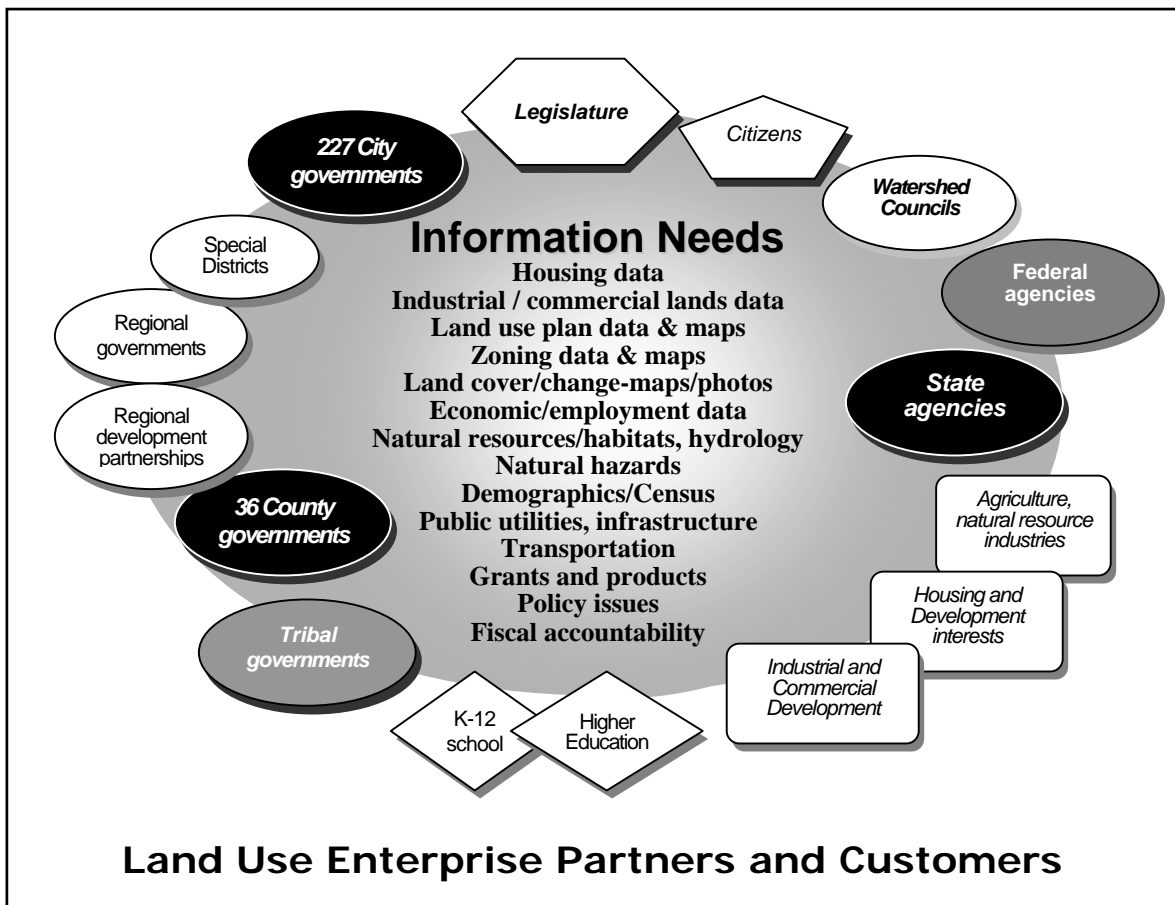 Legislature
Citizens
227 City
governments
Watershed
Councils
Special
Districts
Federal
agencies
Regional
governments
State
agencies
Regional
development
partnerships
36 County
governments
Agriculture,
natural resource
industries
Housing and
Development
interests
Tribal
governments
Industrial and
Commercial
Development
K-12
school
Higher
Education
Information Needs
Housing data
Industrial / commercial lands data
Land use plan data & maps
Zoning data & maps
Land cover/change-maps/photos
Economic/employment data
Natural resources/habitats, hydrology
Natural hazards
Demographics/Census
Public utilities, infrastructure
Transportation
Grants and products
Policy issues
Fiscal accountability
Land Use Enterprise Partners and Customers